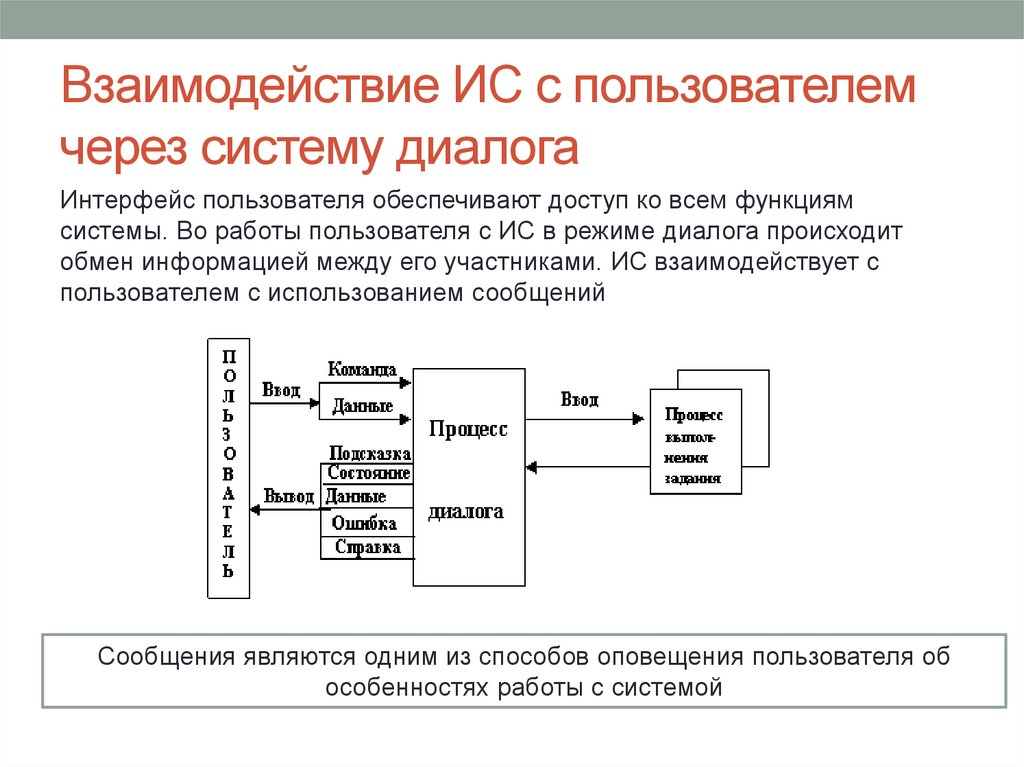 Взаимодействие ИС с пользователем
через систему диалога
Интерфейс пользователя обеспечивают доступ ко всем функциям
системы. Во работы пользователя с ИС в режиме диалога происходит
обмен информацией между его участниками. ИС взаимодействует с
пользователем с использованием сообщений
ПОЛЬЗОВАТЕЛЬ
Ввод
Команда
Данные
Вывод
Подсказка
Состояние
Данные
Ошибка
Справка
Процесс
диалога
Ввод
Процесс
выпол-
нения
задания
Сообщения являются одним из способов оповещения пользователя об
особенностях работы с системой